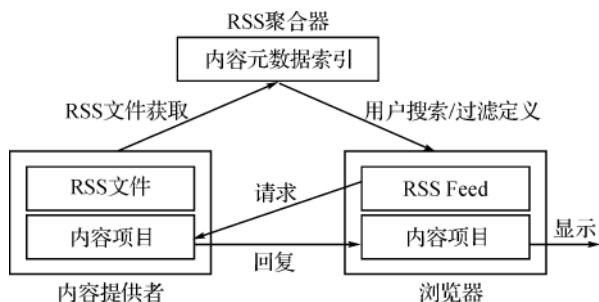 RSS聚合器
内容元数据索引
RSS文件获取
用户搜索/过滤定义
RSS文件
请求
RSS Feed
内容项目
回复
内容项目
显示
内容提供者
浏览器